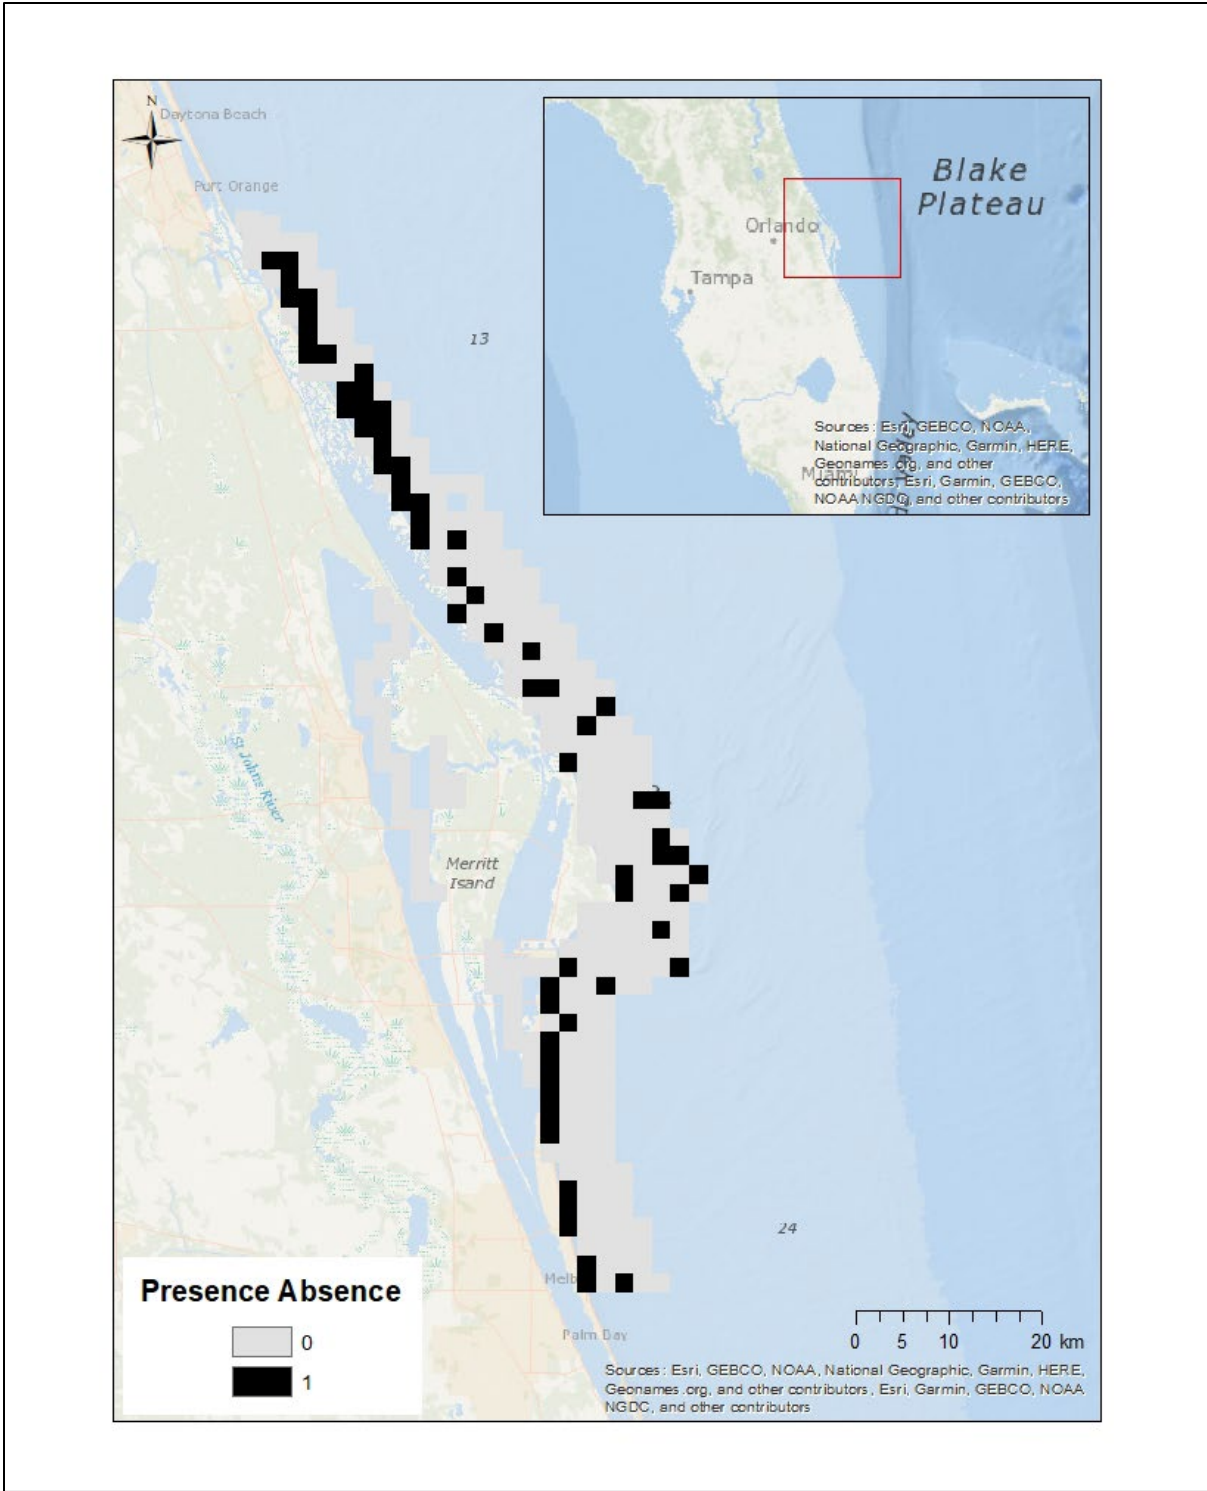 N
Daytona Beach
Port Orange
Blake
Plateau
Orlando
Tampa
13
Sources: Esri, GEBCO, NOAA,
National Geographic, Garmin, HERE,
Geonames.org, and other
contributors, Esri, Garmin, GEBCO,
NOAA NGDC, and other contributors
Miami
St Johns River
Merritt
Island
24
Melb
Palm Bay
Presence Absence
0
1
0 5 10 20 km
Sources: Esri, GEBCO, NOAA, National Geographic, Garmin, HERE,
Geonames.org, and other contributors, Esri, Garmin, GEBCO, NOAA
NGDC, and other contributors